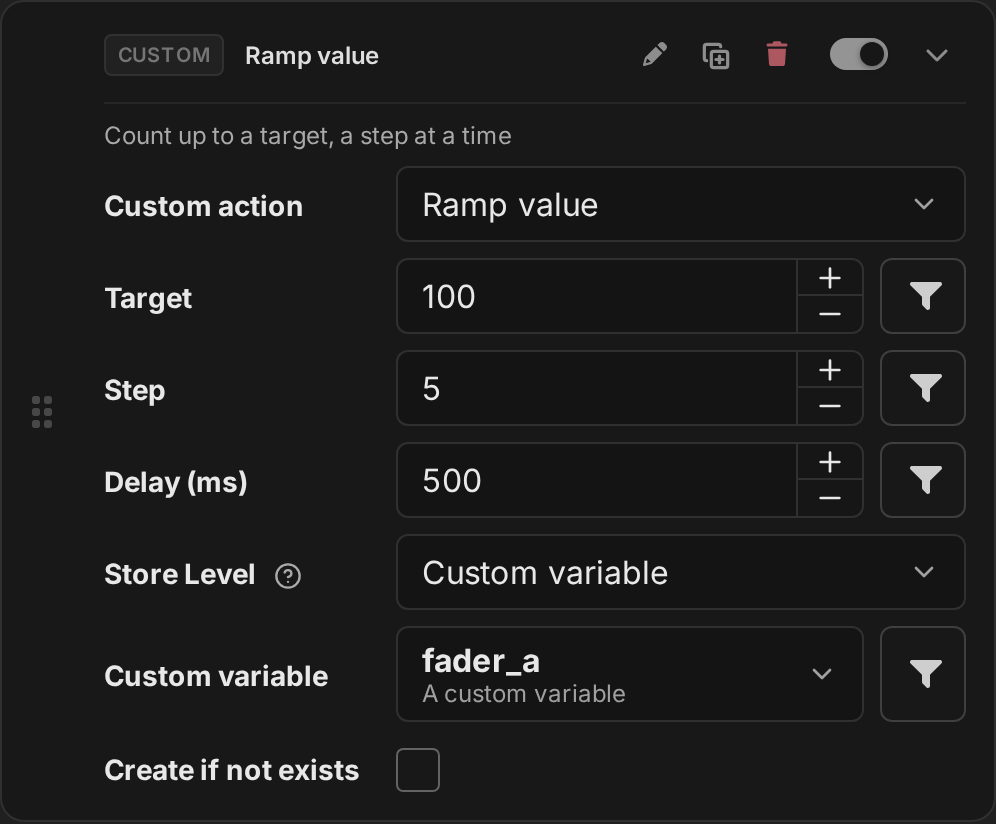 CUSTOM Ramp value
Count up to a target, a step at a time
Custom action Ramp value
Target 100
Step 5
Delay (ms) 500
Store Level Custom variable
Custom variable fader_a
A custom variable
Create if not exists